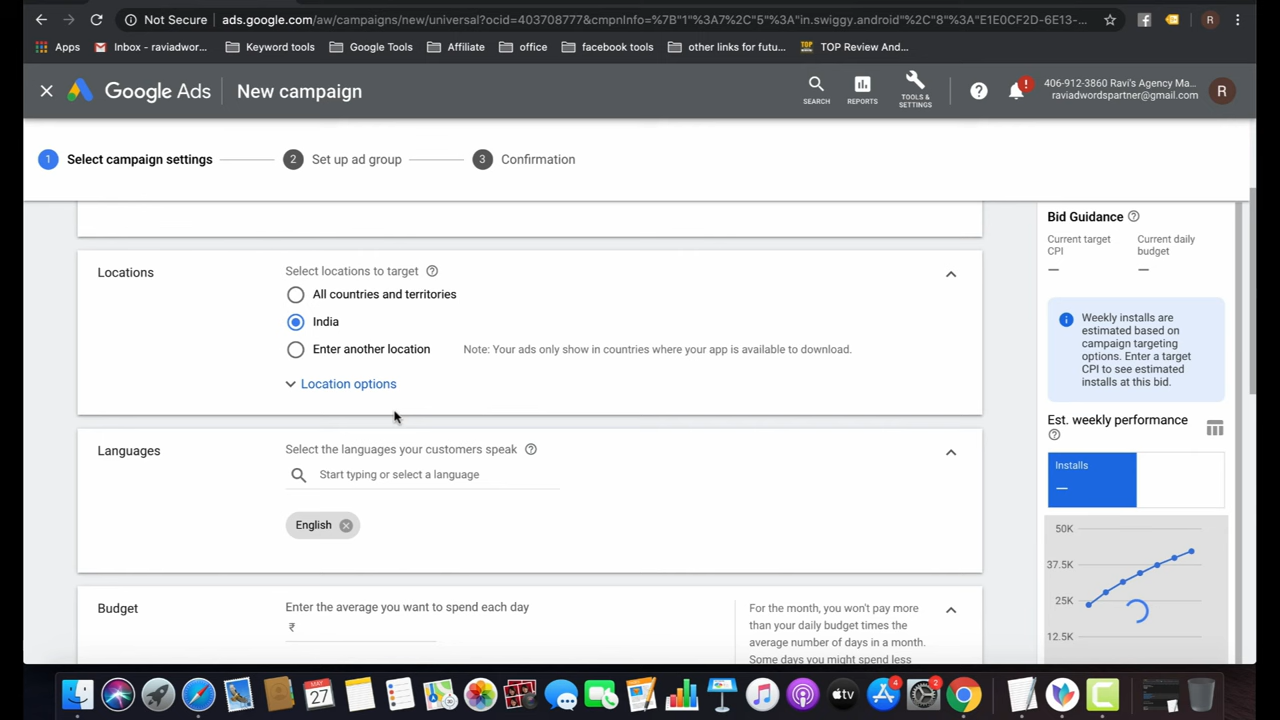 Not Secure
ads.google.com/aw/campaigns/new/universal?ocid=403708777&cmpnInfo=%7B"1"%3A7%2C"5"%3A"in.swiggy.android"%2C"8"%3A"E1E0CF2D-6E13-...
R
Apps
Inbox - raviadwor...
Keyword tools
Google Tools
Affiliate
office
facebook tools
other links for futu...
TOP Review And...
Google Ads
New campaign
SEARCH
REPORTS
TOOLS &
SETTINGS
406-912-3860 Ravi's Agency Ma...
raviadwordspartner@gmail.com
R
1 Select campaign settings
2 Set up ad group
3 Confirmation
Locations
Select locations to target
All countries and territories
India
Enter another location
Note: Your ads only show in countries where your app is available to download.
Location options
Languages
Select the languages your customers speak
Start typing or select a language
English
Budget
Enter the average you want to spend each day
₹
For the month, you won't pay more
than your daily budget times the
average number of days in a month.
Some days you might spend less
Bid Guidance
Current target
CPI
—
Current daily
budget
—
Weekly installs are
estimated based on
campaign targeting
options. Enter a target
CPI to see estimated
installs at this bid.
Est. weekly performance
Installs
—
50K
37.5K
25K
12.5K
MAY
27
tv
4
2